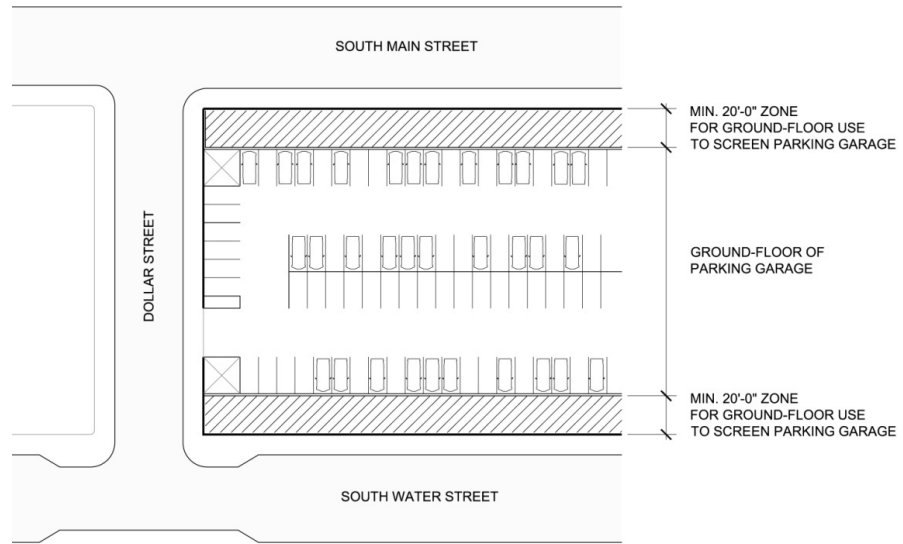 SOUTH MAIN STREET
MIN. 20'-0" ZONE
FOR GROUND-FLOOR USE
TO SCREEN PARKING GARAGE
DOLLAR STREET
GROUND-FLOOR OF
PARKING GARAGE
MIN. 20'-0" ZONE
FOR GROUND-FLOOR USE
TO SCREEN PARKING GARAGE
SOUTH WATER STREET